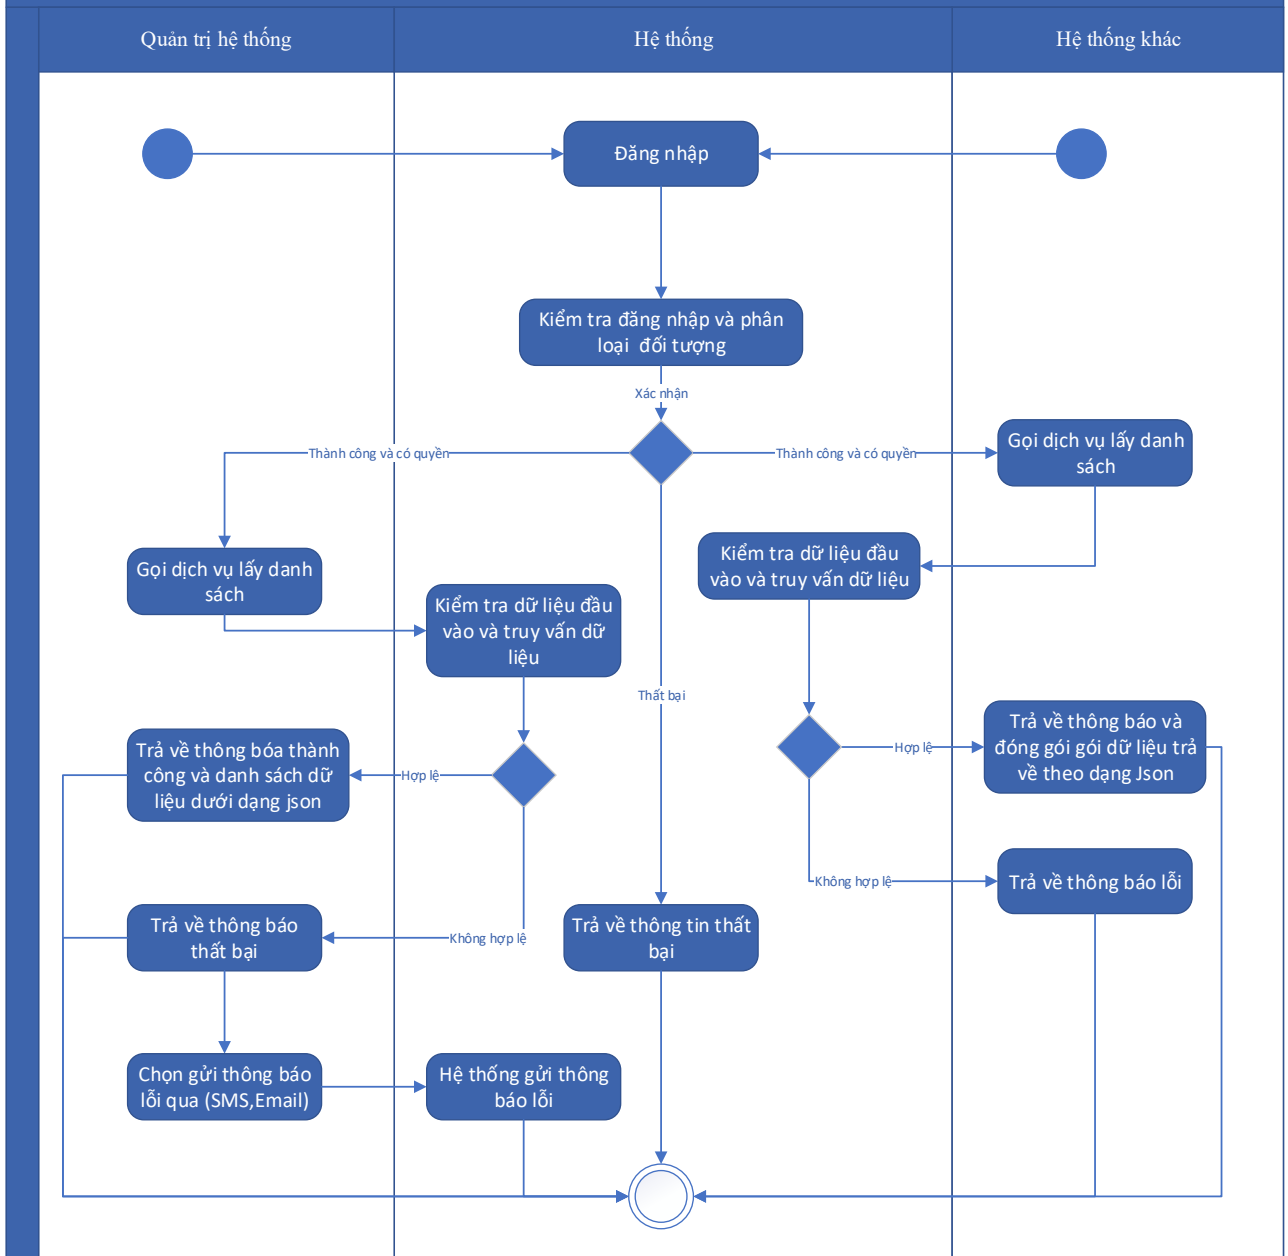 Quản trị hệ thống
Hệ thống
Hệ thống khác
Đăng nhập
Kiểm tra đăng nhập và phân
loại đối tượng
Xác nhận
Thành công và có quyền
Thành công và có quyền
Gọi dịch vụ lấy danh
sách
Kiểm tra dữ liệu đầu
vào và truy vấn dữ liệu
Gọi dịch vụ lấy danh
sách
Kiểm tra dữ liệu đầu
vào và truy vấn dữ
liệu
Thất bại
Trả về thông bóa thành
công và danh sách dữ
liệu dưới dạng json
Hợp lệ
Hợp lệ
Trả về thông báo và
đóng gói gói dữ liệu trả
về theo dạng Json
Không hợp lệ
Trả về thông báo lỗi
Trả về thông báo
thất bại
Không hợp lệ
Trả về thông tin thất
bại
Chọn gửi thông báo
lỗi qua (SMS,Email)
Hệ thống gửi thông
báo lỗi